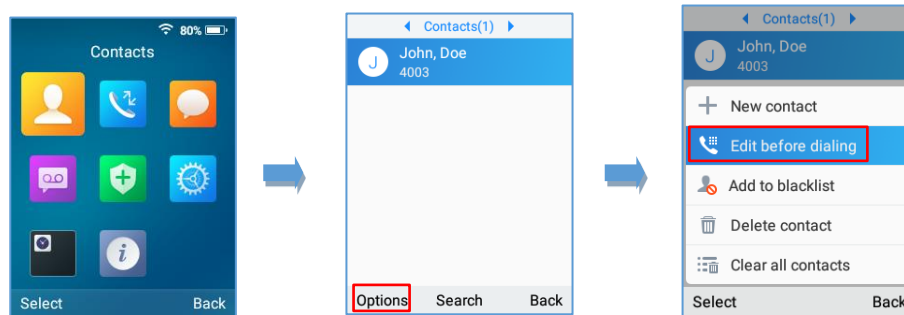 80%
Contacts
Select Back
Contacts(1)
J
John, Doe
4003
Options Search Back
Contacts(1)
J
John, Doe
4003
New contact
Edit before dialing
Add to blacklist
Delete contact
Clear all contacts
Select Back